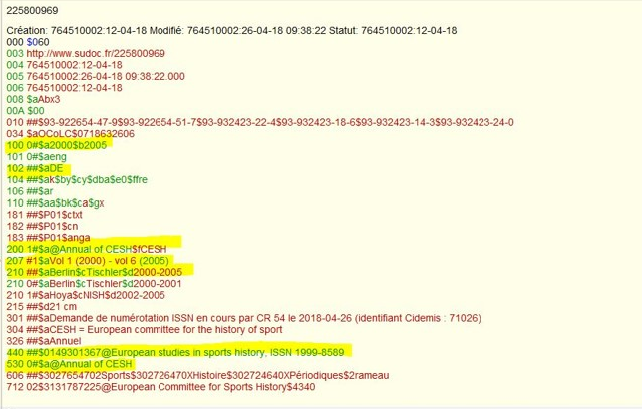 225800969
Création: 764510002:12-04-18 Modifié: 764510002:26-04-18 09:38:22 Statut: 764510002:12-04-18
000 $060
003 http://www.sudoc.fr/225800969
004 764510002:12-04-18
005 764510002:26-04-18 09:38:22.000
006 764510002:12-04-18
008 $aAbx3
00A $00
010 ##$93-922654-47-9$93-922654-51-7$93-932423-22-4$93-932423-18-6$93-932423-14-3$93-932423-24-0
034 $aOCoLC$0718632606
100 0#$a2000$b2005
101 0#$aeng
102 ##$aDE
104 ##$ak$by$cy$dba$e0$ffre
106 ##$ar
110 ##$aa$bk$ca$gx
181 ##$P01$ctxt
182 ##$P01$cn
183 ##$P01$anga
200 1#$a@Annual of CESH$fCESH
207 #1$aVol 1 (2000) - vol 6 (2005)
210 ##$aBerlin$cTischler$d2000-2005
210 0#$aBerlin$cTischler$d2000-2001
210 1#$aHoya$cNISH$d2002-2005
215 ##$d21 cm
301 ##$aDemande de numérotation ISSN en cours par CR 54 le 2018-04-26 (identifiant Cidemis : 71026)
304 ##$aCESH = European committee for the history of sport
326 ##$aAnnuel
440 ##$0149301367@European studies in sports history, ISSN 1999-8589
530 0#$a@Annual of CESH
606 ##$3027654702Sports$302726470XHistoire$302724640XPériodiques$2rameau
712 02$3131787225@European Committee for Sports History$4340